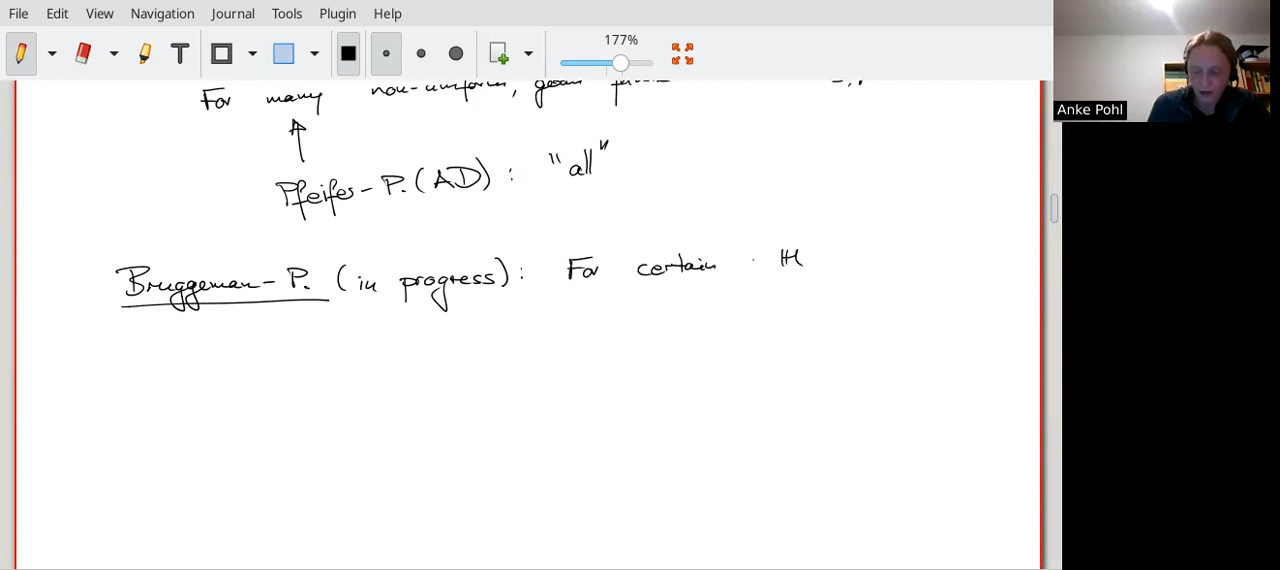 File Edit View Navigation Journal Tools Plugin Help
177%
Anke Pohl
For many non-uniform,
Pfeifer-P. (AD): "all"
Bruggeman-P. (in progress): For certain H